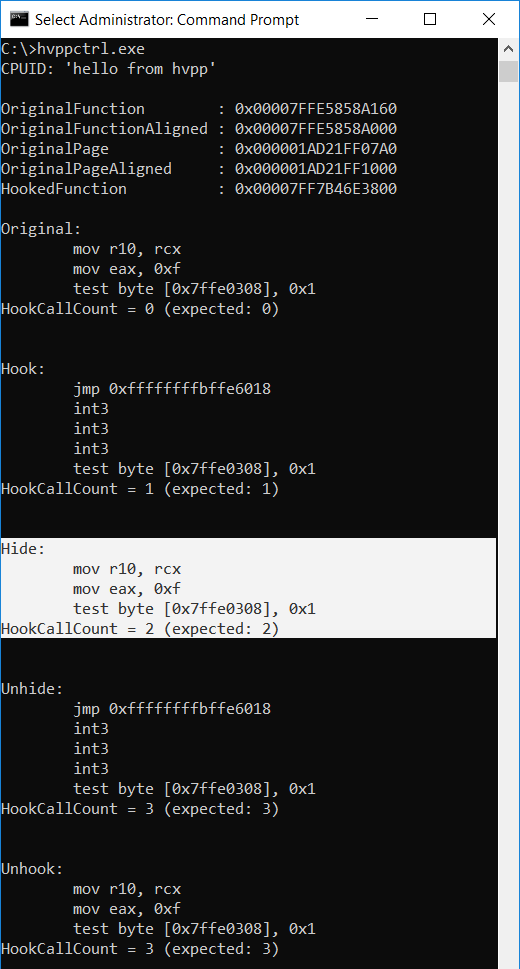 Select Administrator: Command Prompt
C:\>hvppctrl.exe
CPUID: 'hello from hvpp'
OriginalFunction : 0x00007FFE5858A160
OriginalFunctionAligned : 0x00007FFE5858A000
OriginalPage : 0x000001AD21FF07A0
OriginalPageAligned : 0x000001AD21FF1000
HookedFunction : 0x00007FF7B46E3800
Original:
mov r10, rcx
mov eax, 0xf
test byte [0x7ffe0308], 0x1
HookCallCount = 0 (expected: 0)
Hook:
jmp 0xffffffffbffe6018
int3
int3
int3
test byte [0x7ffe0308], 0x1
HookCallCount = 1 (expected: 1)
Hide:
mov r10, rcx
mov eax, 0xf
test byte [0x7ffe0308], 0x1
HookCallCount = 2 (expected: 2)
Unhide:
jmp 0xffffffffbffe6018
int3
int3
int3
test byte [0x7ffe0308], 0x1
HookCallCount = 3 (expected: 3)
Unhook:
mov r10, rcx
mov eax, 0xf
test byte [0x7ffe0308], 0x1
HookCallCount = 3 (expected: 3)